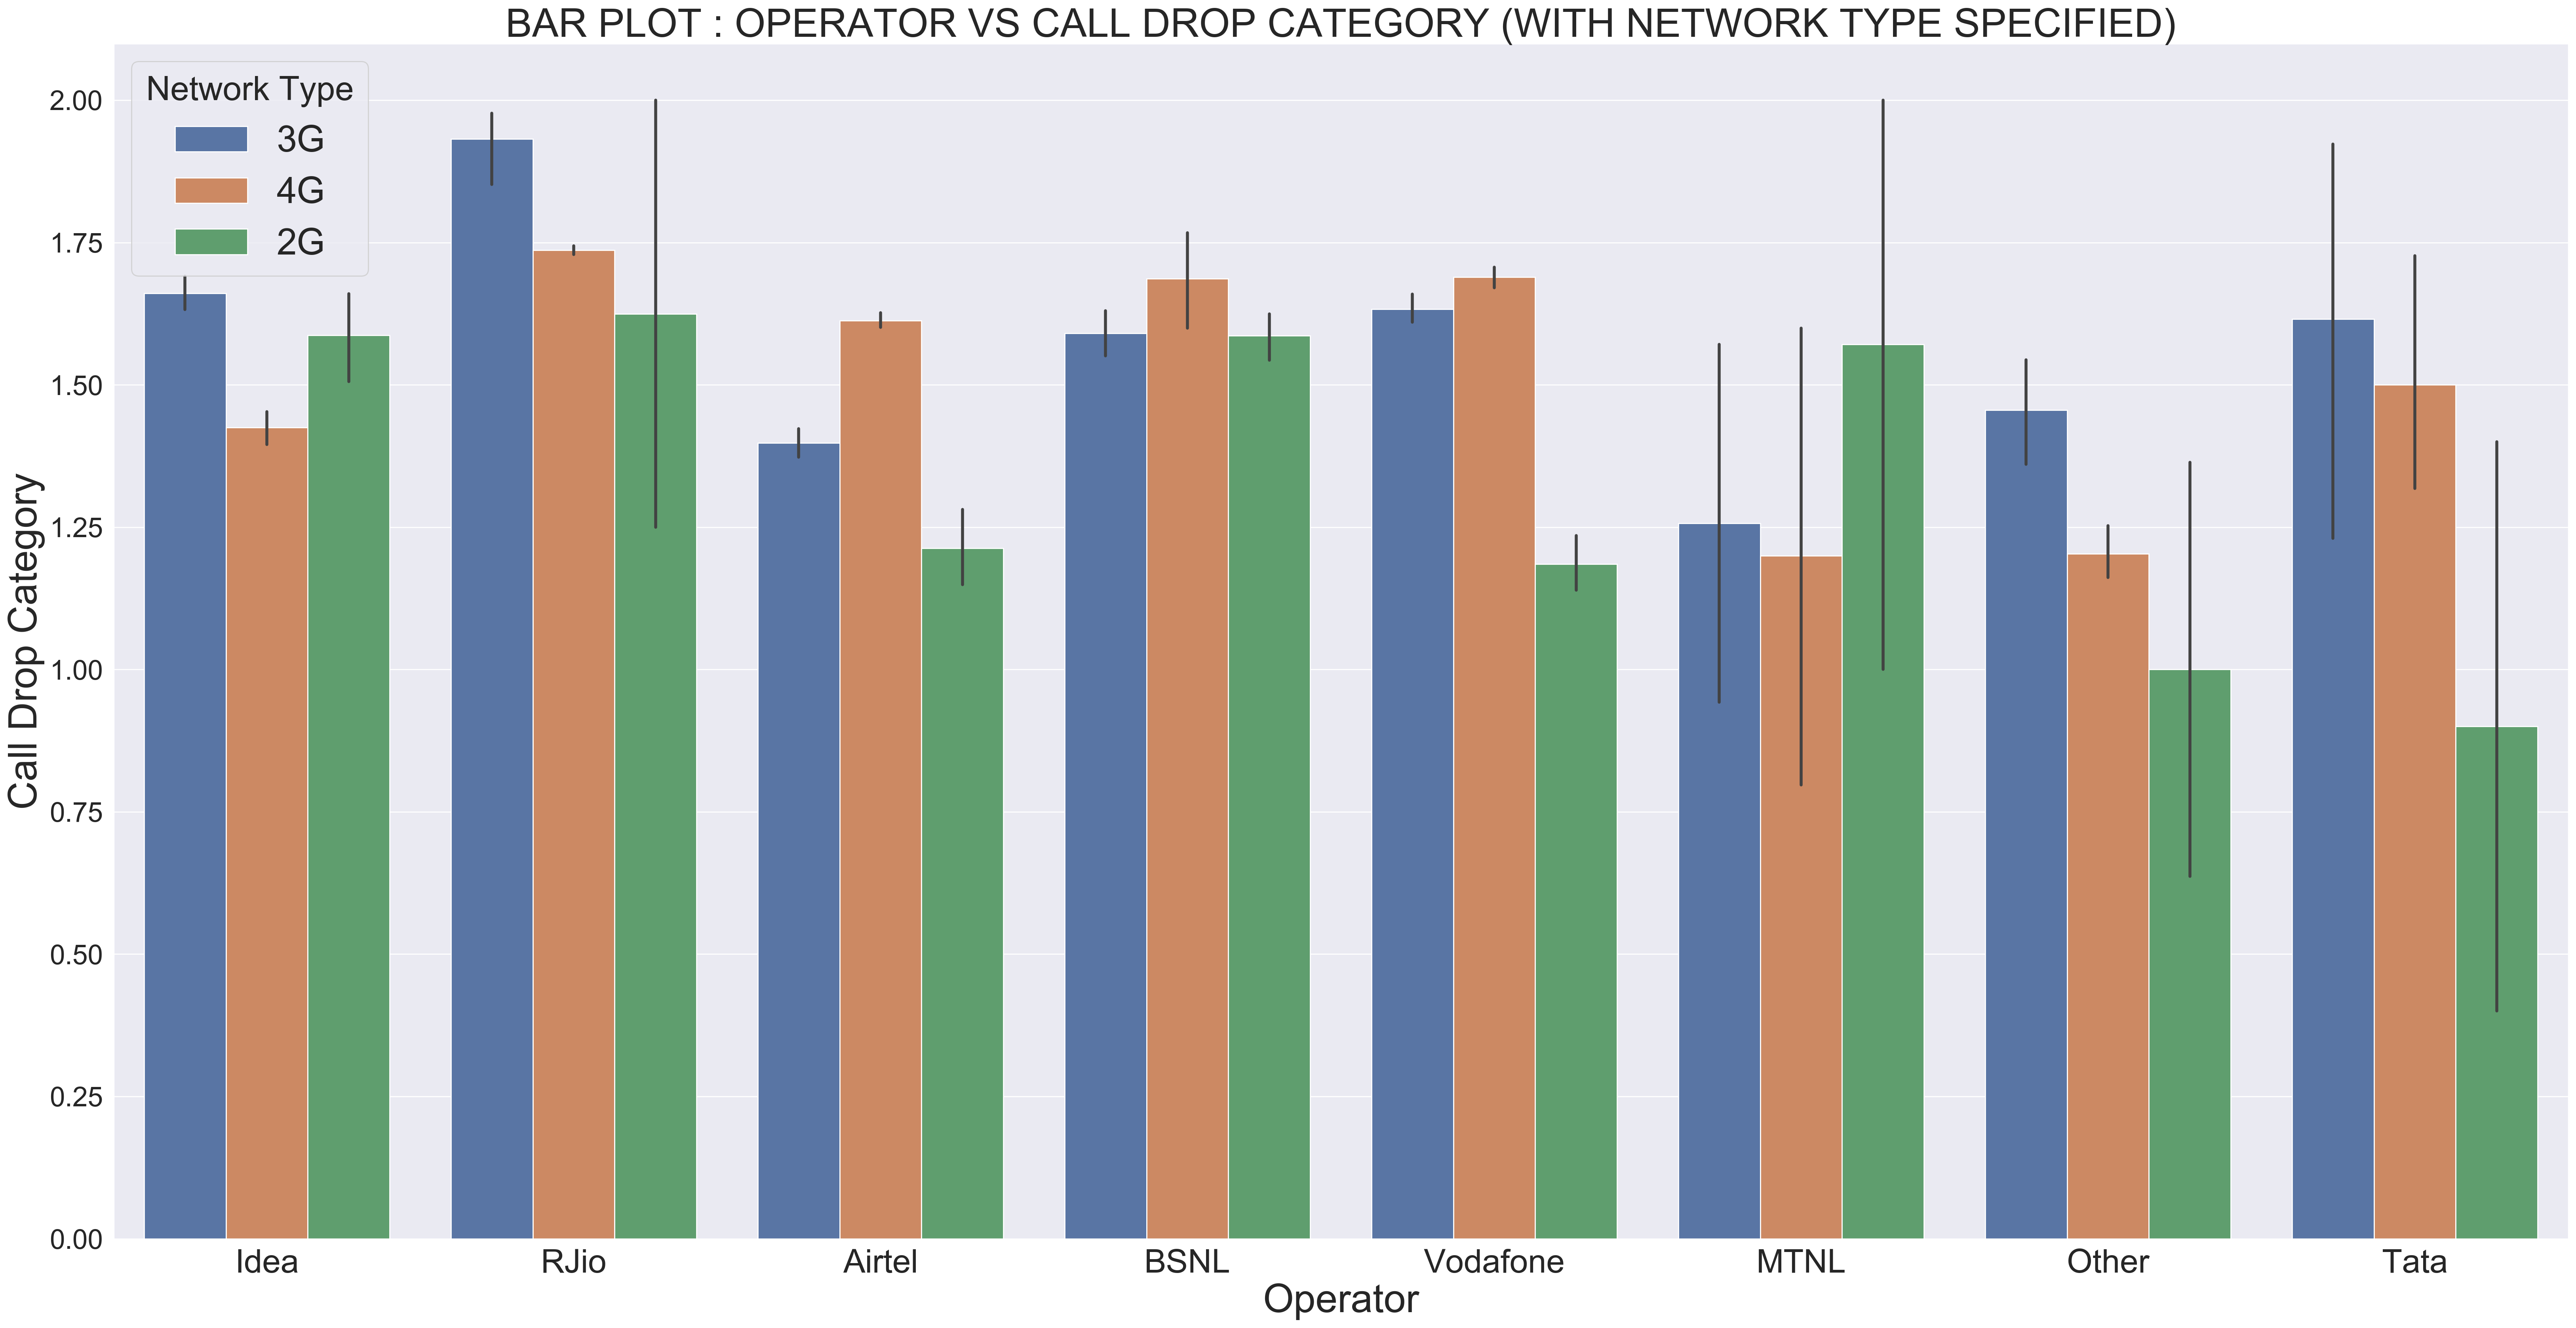 BAR PLOT : OPERATOR VS CALL DROP CATEGORY (WITH NETWORK TYPE SPECIFIED)
Network Type
3G
4G
2G
Call Drop Category
2.00
1.75
1.50
1.25
1.00
0.75
0.50
0.25
0.00
Idea RJio Airtel BSNL Vodafone MTNL Other Tata
Operator